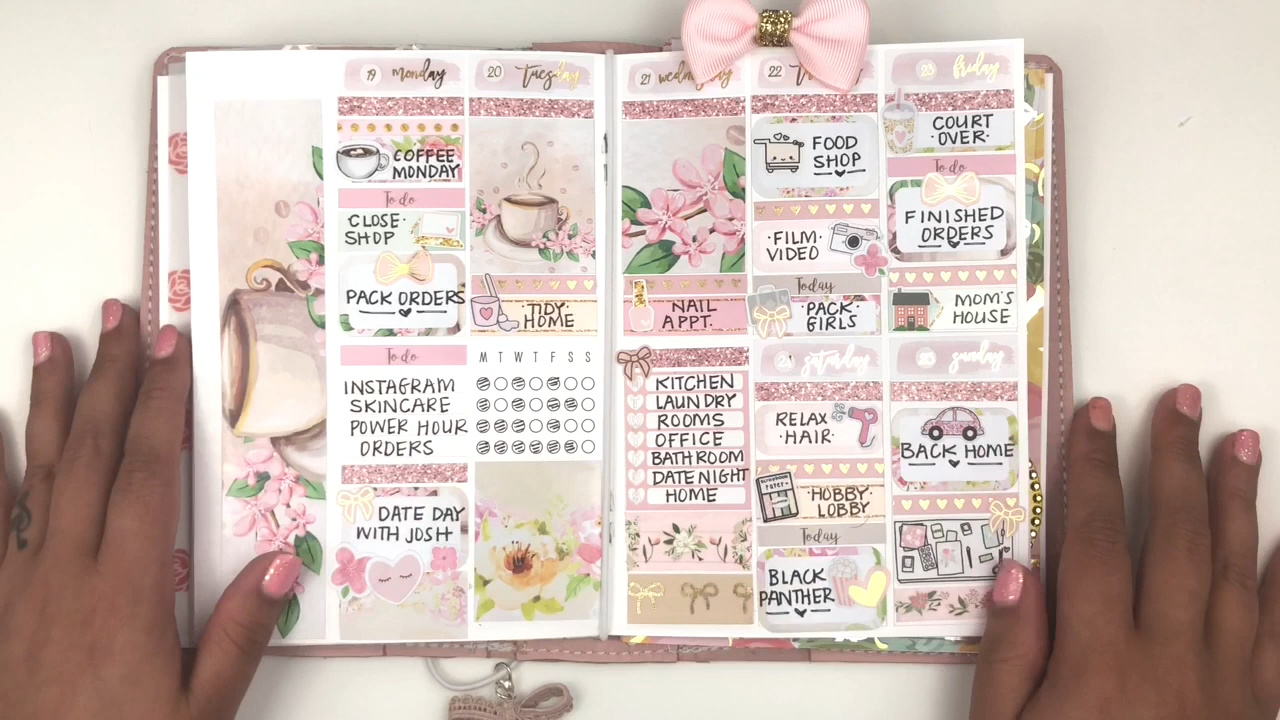 19 monday
COFFEE
MONDAY
To do
CLOSE
SHOP
PACK ORDERS
To do
INSTAGRAM
SKINCARE
POWER HOUR
ORDERS
DATE DAY
WITH JOSH
20 tuesday
TIDY
HOME
M T W T F S S
21
NAIL
APPT.
KITCHEN
LAUNDRY
ROOMS
OFFICE
BATHROOM
DATE NIGHT
HOME
22
FOOD
SHOP
·FILM
VIDEO
Today
·PACK·
GIRLS
24 saturday
RELAX
·HAIR·
·HOBBY·
LOBBY
Today
BLACK
PANTHER
23 friday
COURT
OVER·
To do
FINISHED
ORDERS
MOM'S
HOUSE
sunday
BACK HOME